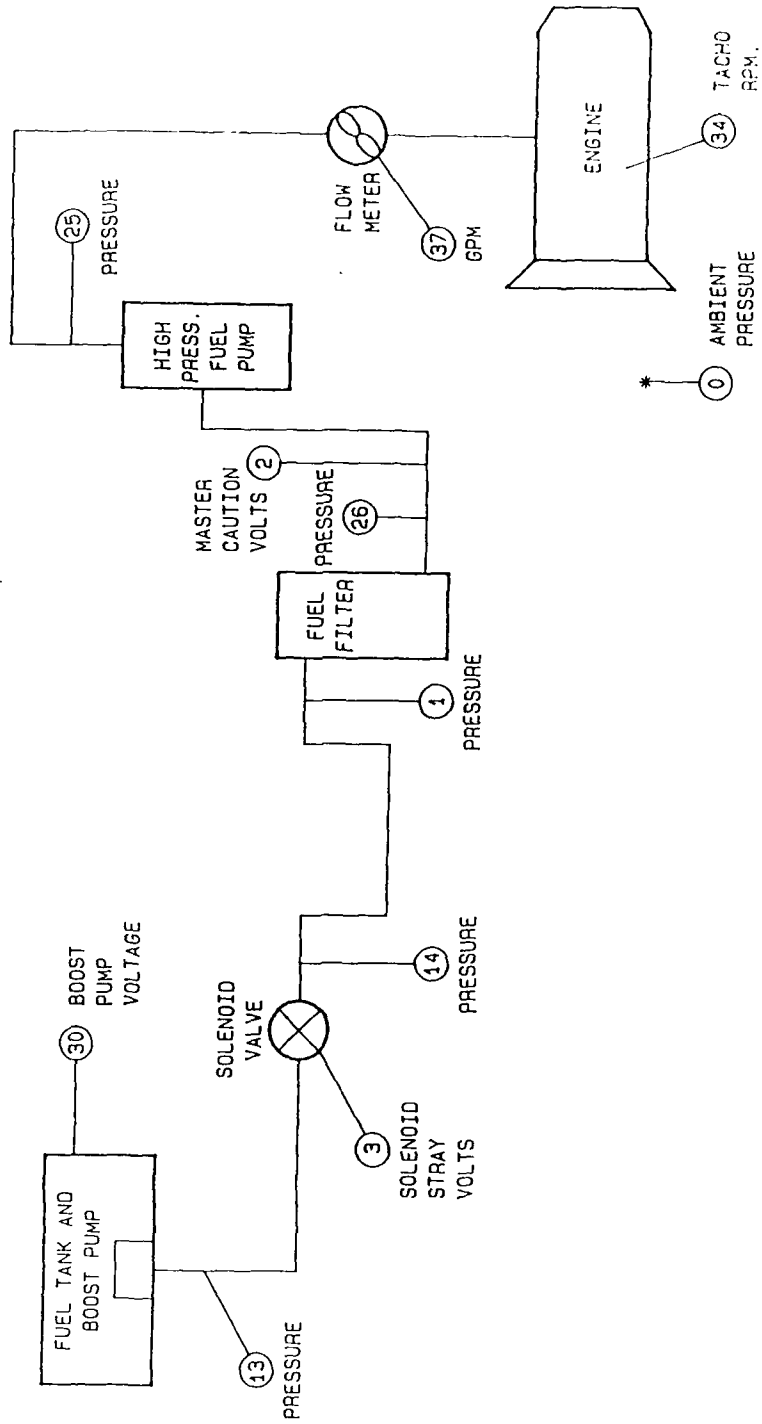 FUEL TANK AND
BOOST PUMP
30
BOOST
PUMP
VOLTAGE
13
PRESSURE
SOLENOID
VALVE
3
SOLENOID
STRAY
VOLTS
14
PRESSURE
1
PRESSURE
FUEL
FILTER
PRESSURE
26
MASTER
CAUTION
VOLTS
2
HIGH
PRESS.
FUEL
PUMP
25
PRESSURE
FLOW
METER
37
GPM
ENGINE
34
TACHO
RPM.
*
0
AMBIENT
PRESSURE